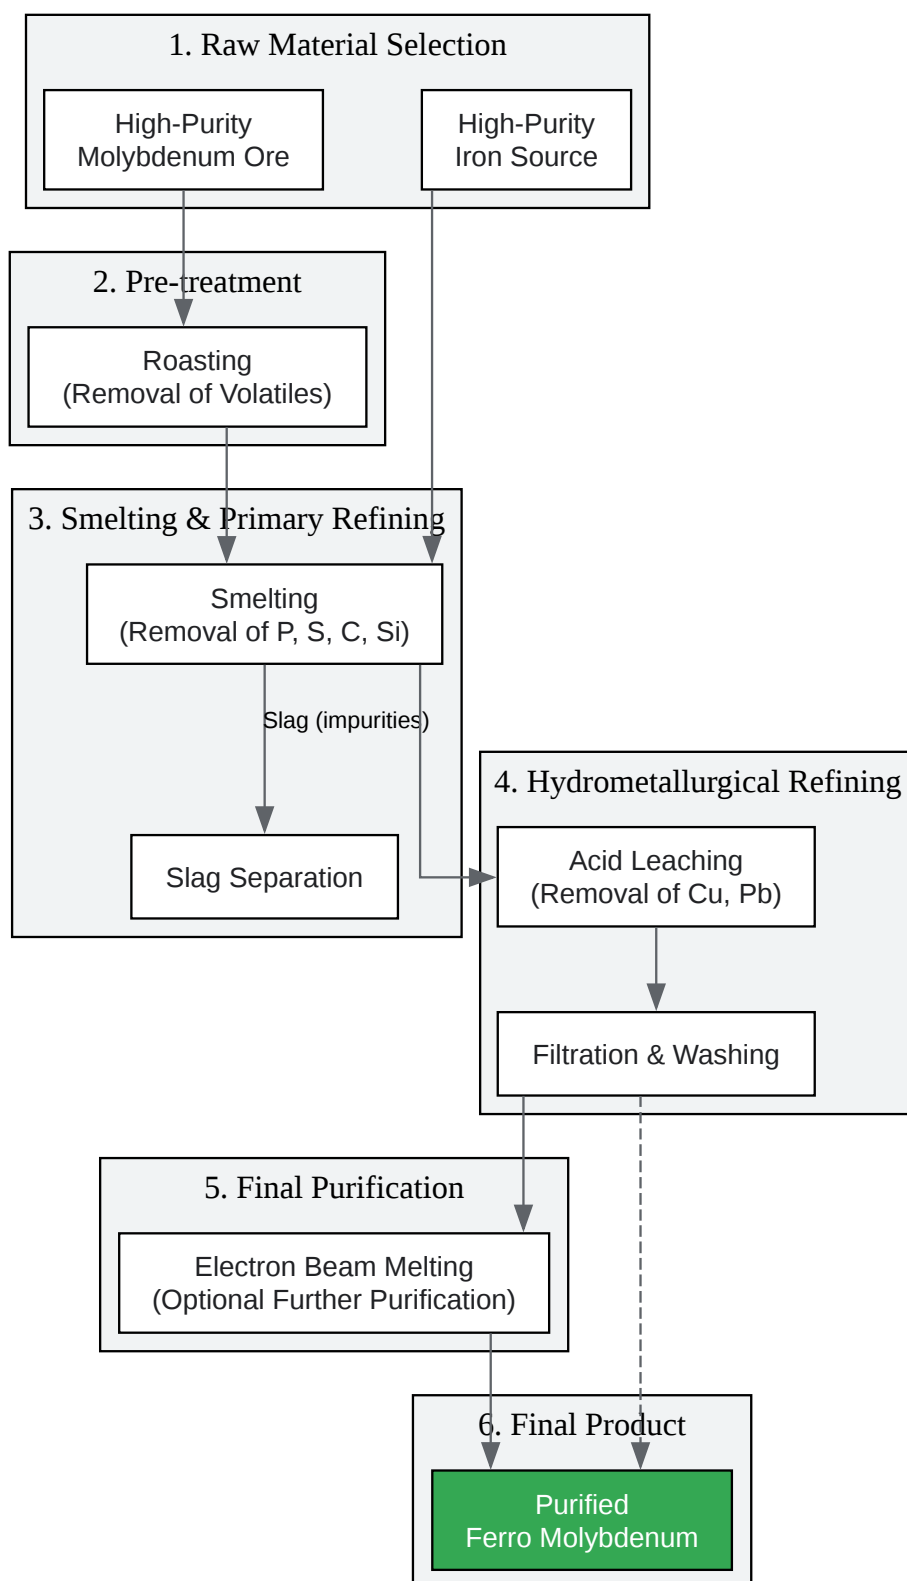 1. Raw Material Selection
High-Purity
Molybdenum Ore
High-Purity
Iron Source
2. Pre-treatment
Roasting
(Removal of Volatiles)
3. Smelting & Primary Refining
Smelting
(Removal of P, S, C, Si)
Slag (impurities)
Slag Separation
4. Hydrometallurgical Refining
Acid Leaching
(Removal of Cu, Pb)
Filtration & Washing
5. Final Purification
Electron Beam Melting
(Optional Further Purification)
6. Final Product
Purified
Ferro Molybdenum